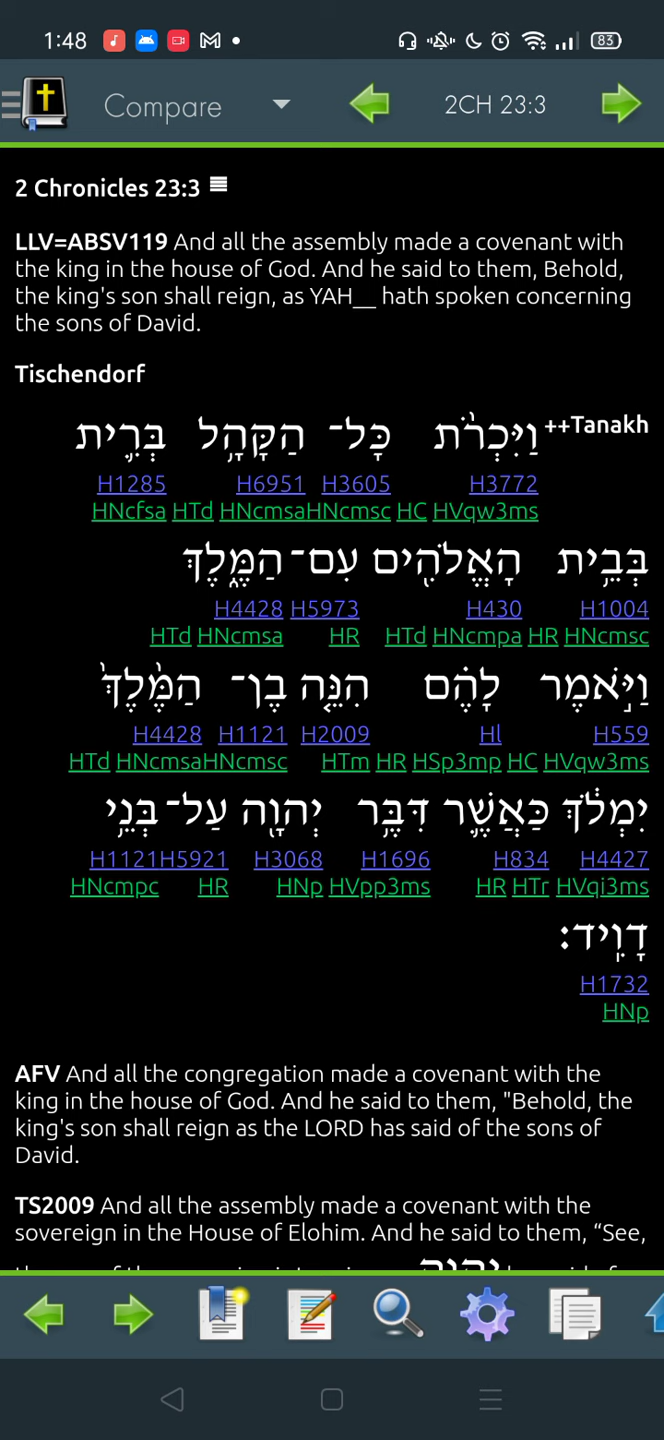 1:48 83
Compare 2CH 23:3
2 Chronicles 23:3
LLV=ABSV119 And all the assembly made a covenant with
the king in the house of God. And he said to them, Behold,
the king's son shall reign, as YAH__ hath spoken concerning
the sons of David.
Tischendorf
++Tanakh וַיִּכְרֹ֨ת כָּל־ הַקָּהָ֥ל בְּרִ֛ית
H3772 H3605 H6951 H1285
HC HVqw3ms HNcmsc HTd HNcmsa HNcfsa
בְּבֵ֥ית הָאֱלֹהִ֖ים עִם־ הַמֶּ֑לֶךְ
H1004 H430 H5973 H4428
HR HNcmsc HTd HNcmpa HR HTd HNcmsa
וַיֹּ֣אמֶר לָהֶ֗ם הִנֵּ֤ה בֶן־ הַמֶּ֙לֶךְ֙
H559 Hl H2009 H1121 H4428
HC HVqw3ms HR HSp3mp HTm HNcmsc HTd HNcmsa
יִמְלֹ֔ךְ כַּאֲשֶׁ֛ר דִּבֶּ֥ר יְהוָ֖ה עַל־ בְּנֵ֥י
H4427 H834 H1696 H3068 H5921 H1121
HVqi3ms HR HTr HVpp3ms HNp HR HNcmpc
דָוִֽיד׃
H1732
HNp
AFV And all the congregation made a covenant with the
king in the house of God. And he said to them, "Behold, the
king's son shall reign as the LORD has said of the sons of
David.
TS2009 And all the assembly made a covenant with the
sovereign in the House of Elohim. And he said to them, “See,